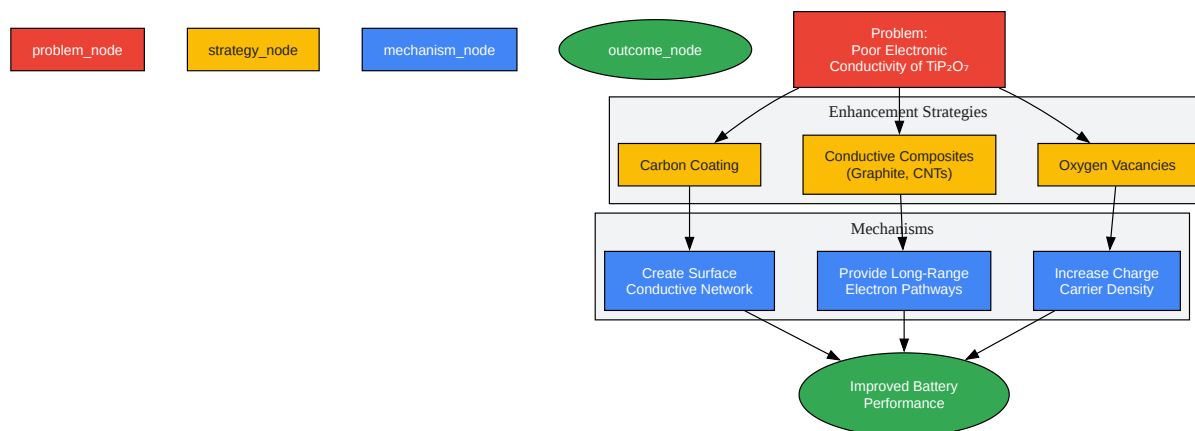 problem_node
strategy_node
mechanism_node
outcome_node
Problem:
Poor Electronic
Conductivity of TiP₂O₇
Enhancement Strategies
Carbon Coating
Conductive Composites
(Graphite, CNTs)
Oxygen Vacancies
Mechanisms
Create Surface
Conductive Network
Provide Long-Range
Electron Pathways
Increase Charge
Carrier Density
Improved Battery
Performance